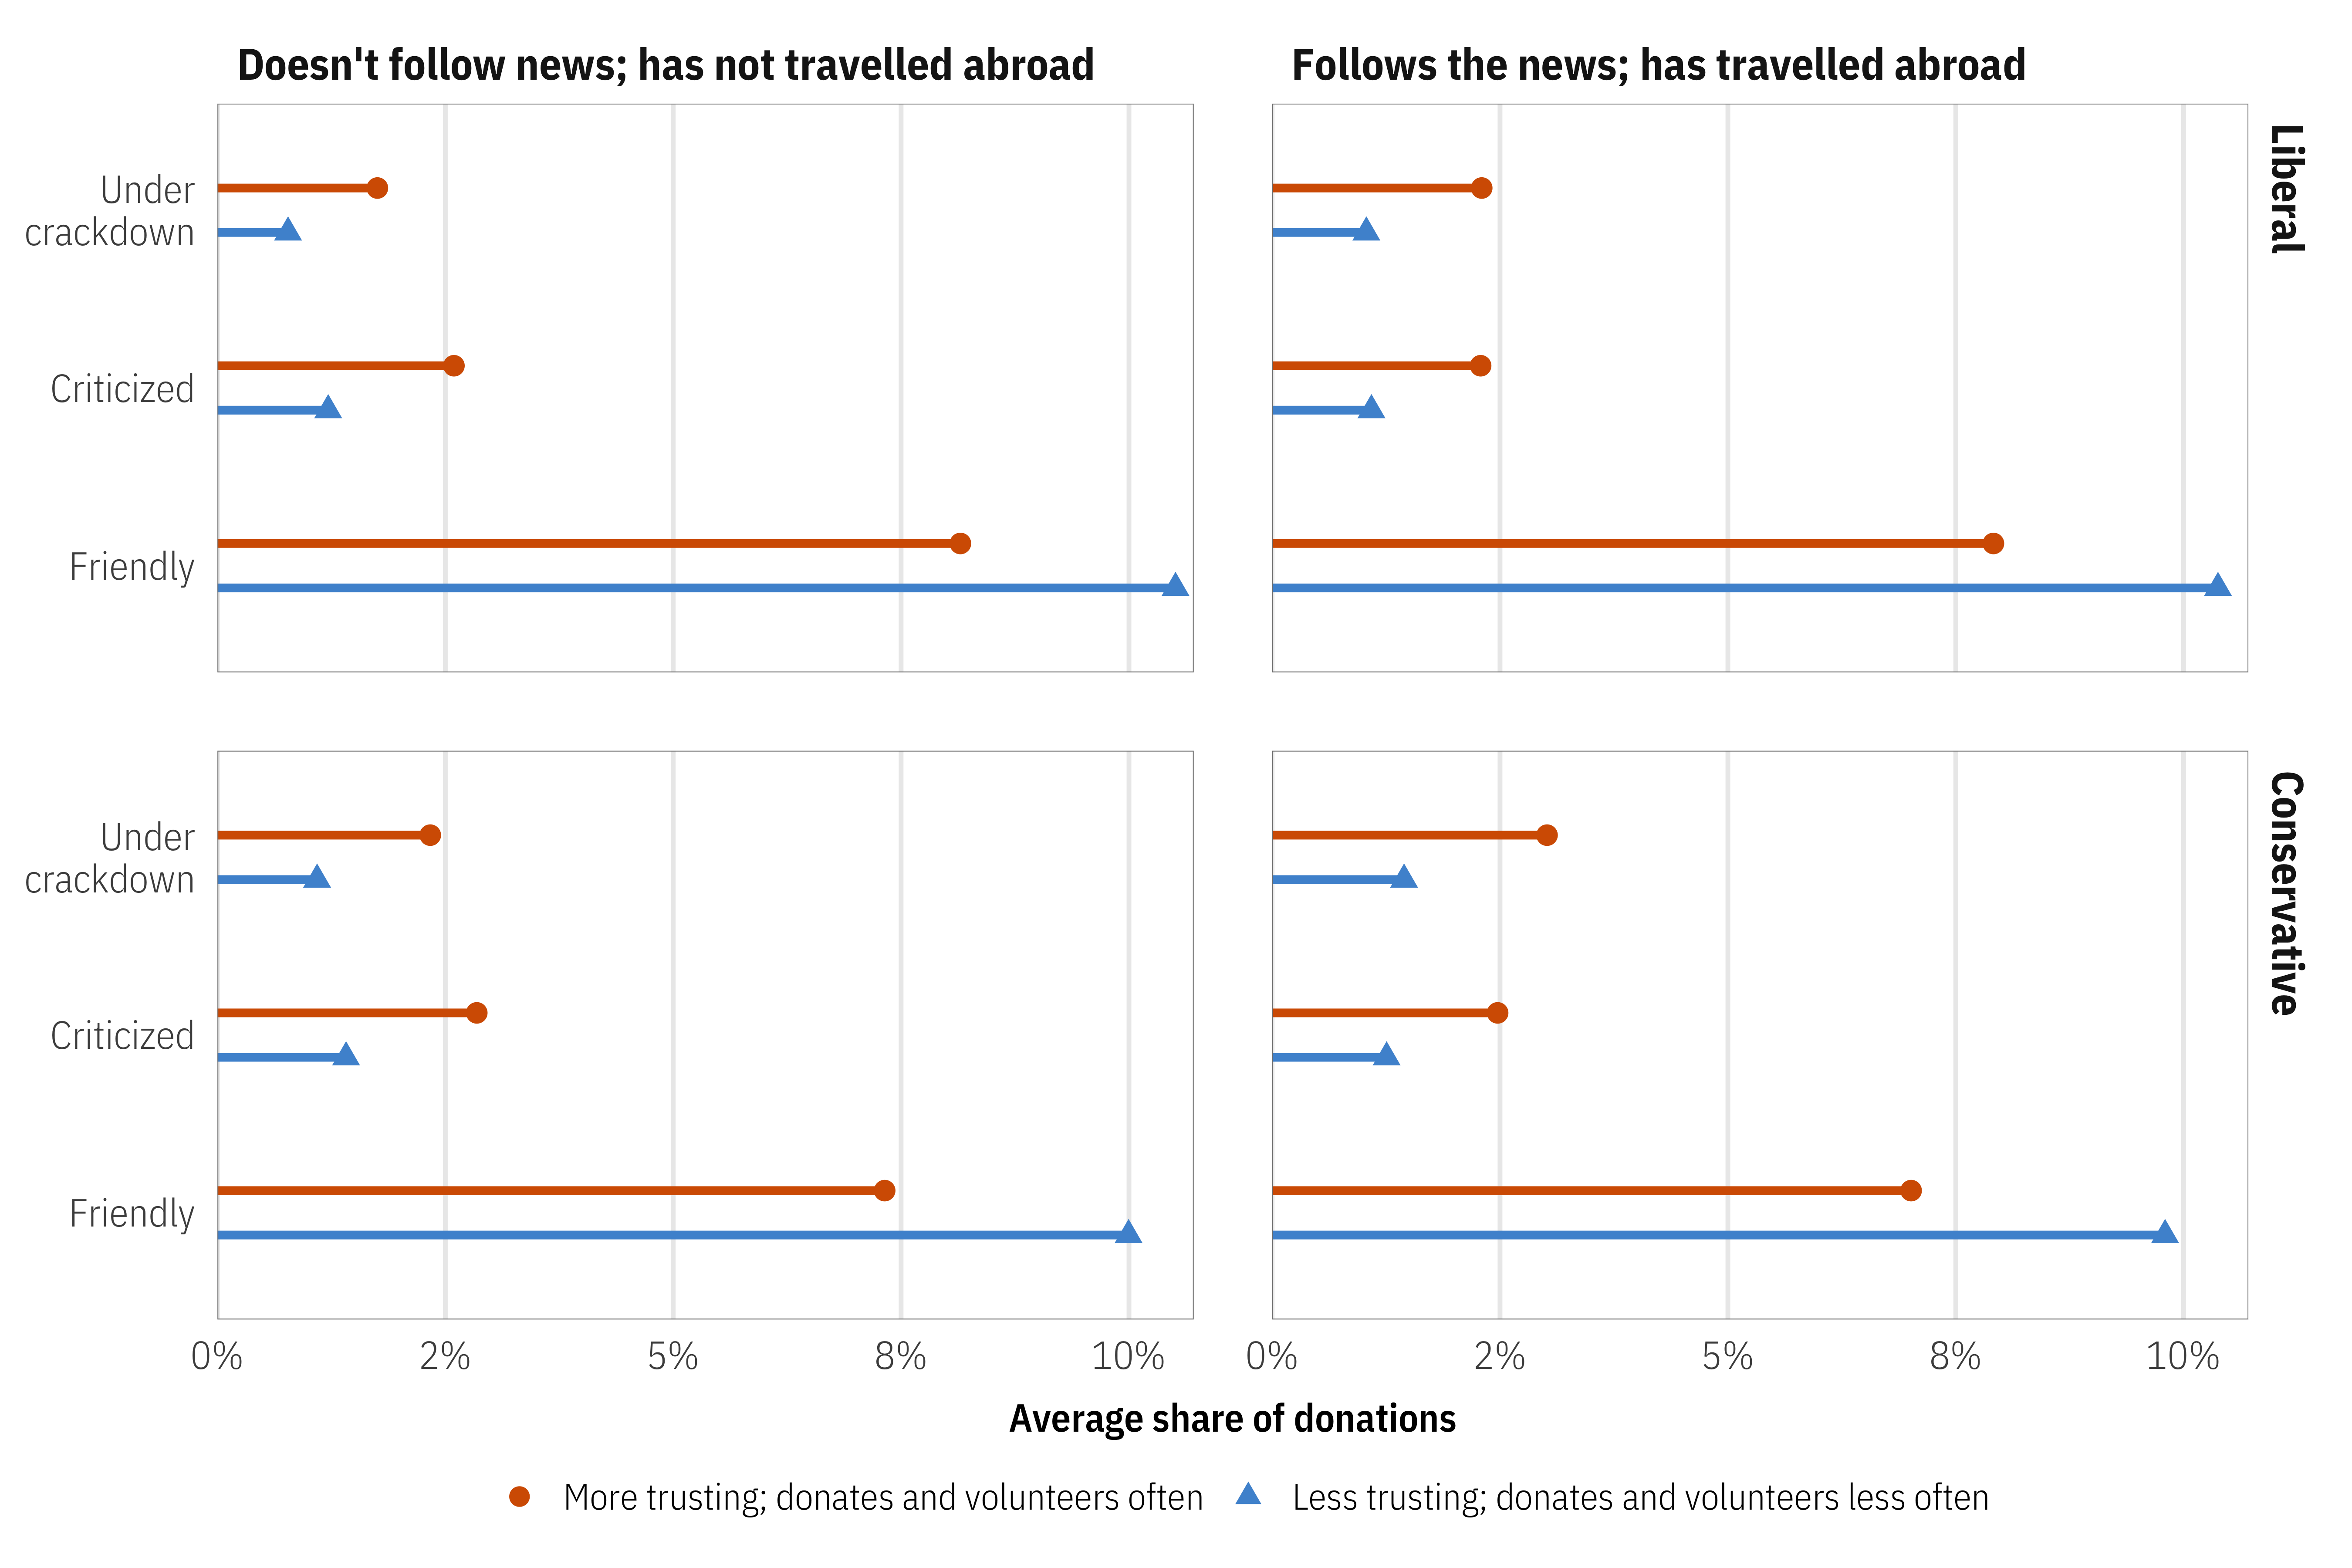 Doesn't follow news; has not travelled abroad
Follows the news; has travelled abroad
Under
crackdown
Criticized
Friendly
Liberal
Under
crackdown
Criticized
Friendly
Conservative
0% 2% 5% 8% 10%
0% 2% 5% 8% 10%
Average share of donations
More trusting; donates and volunteers often
Less trusting; donates and volunteers less often